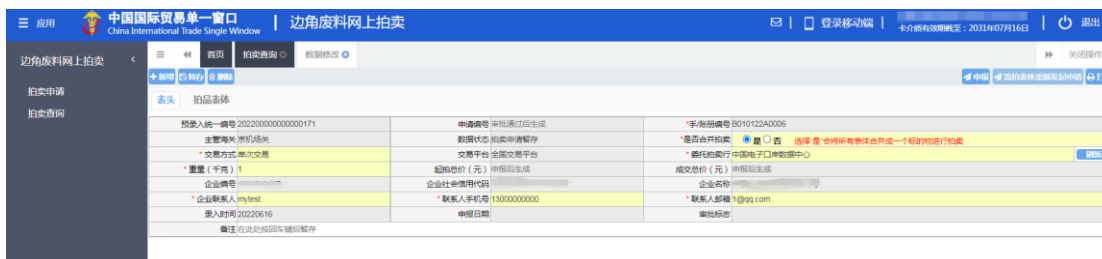 应用 中国国际贸易单一窗口 边角废料网上拍卖 登录移动端 退出
China International Trade Single Window 卡介质有效期截至：2031年07月16日
边角废料网上拍卖 首页 拍卖查询 数据修改 关闭操作
新增 暂存 删除 申报
拍卖申请 表头 拍品表体
拍卖查询
预录入统一编号 202200000000000171 申请编号 审批通过后生成 *手/账册编号 B010122A0006
主管海关 京机场关 数据状态 拍卖申请暂存 *是否合并拍卖 是 否 选择'是'会将所有表体合并成一个标的物进行拍卖
*交易方式 单次交易 交易平台 全国交易平台 *委托拍卖行 中国电子口岸数据中心 刷新
*重量（千克） 1 起拍总价（元） 申报后生成 成交总价（元） 申报后生成
企业编号 企业社会信用代码 企业名称
*企业联系人 mytest *联系人手机号 13000000000 *联系人邮箱 1@qq.com
录入时间 20220616 申报日期 审批标志
备注 在此处按回车键后暂存